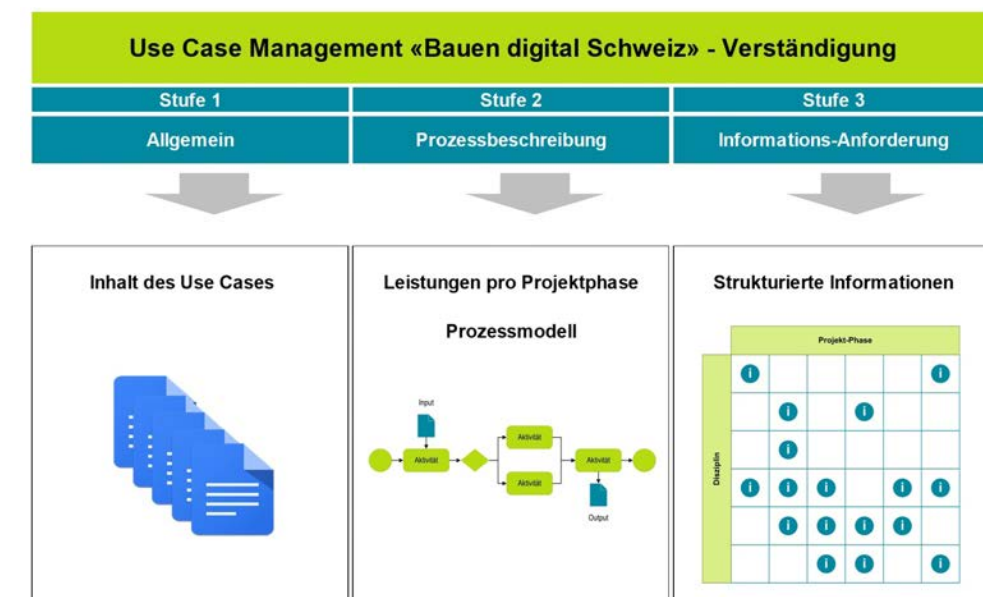 Use Case Management «Bauen digital Schweiz» - Verständigung
Stufe 1
Stufe 2
Stufe 3
Allgemein
Prozessbeschreibung
Informations-Anforderung
Inhalt des Use Cases
Leistungen pro Projektphase
Prozessmodell
Input
Aktivität
Aktivität
Aktivität
Aktivität
Output
Strukturierte Informationen
Projekt-Phase
Disziplin
i i
i i
i
i i i i i
i i i i
i i i